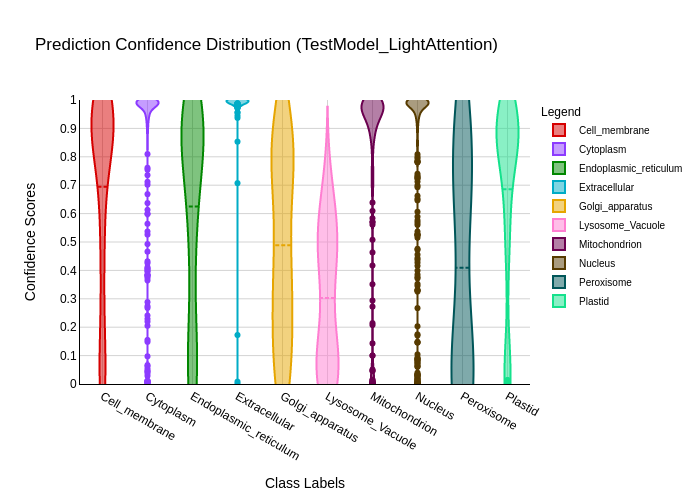 Prediction Confidence Distribution (TestModel_LightAttention)
Legend
Cell_membrane
Cytoplasm
Endoplasmic_reticulum
Extracellular
Golgi_apparatus
Lysosome_Vacuole
Mitochondrion
Nucleus
Peroxisome
Plastid
Confidence Scores
1
0.9
0.8
0.7
0.6
0.5
0.4
0.3
0.2
0.1
0
Cell_membrane
Cytoplasm
Endoplasmic_reticulum
Extracellular
Golgi_apparatus
Lysosome_Vacuole
Mitochondrion
Nucleus
Peroxisome
Plastid
Class Labels